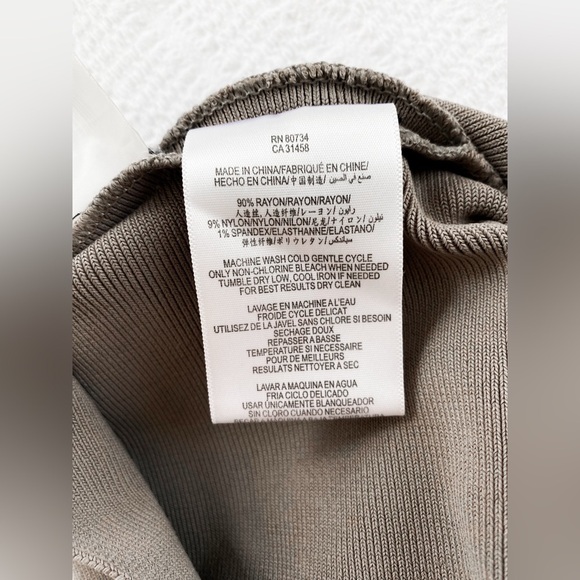 RN 80734
CA 31458
MADE IN CHINA/FABRIQUÉ EN CHINE/
HECHO EN CHINA/中国制造/ صنع في الصين/
90% RAYON/RAYON/RAYON/
人造丝,人造纤维/レーヨン/ رايون/
9% NYLON/NYLON/NILON/尼龙/ナイロン/ نيلون/
1% SPANDEX/ELASTHANNE/ELASTANO/
弹性纤维/ポリウレタン/ سباندكس/
MACHINE WASH COLD GENTLE CYCLE
ONLY NON-CHLORINE BLEACH WHEN NEEDED
TUMBLE DRY LOW, COOL IRON IF NEEDED
FOR BEST RESULTS DRY CLEAN
LAVAGE EN MACHINE A L'EAU
FROIDE CYCLE DELICAT
UTILISEZ DE LA JAVEL SANS CHLORE SI BESOIN
SECHAGE DOUX
REPASSER A BASSE
TEMPERATURE SI NECESSAIRE
POUR DE MEILLEURS
RESULATS NETTOYER A SEC
LAVAR A MAQUINA EN AGUA
FRIA CICLO DELICADO
USAR ÚNICAMENTE BLANQUEADOR
SIN CLORO CUANDO NECESARIO